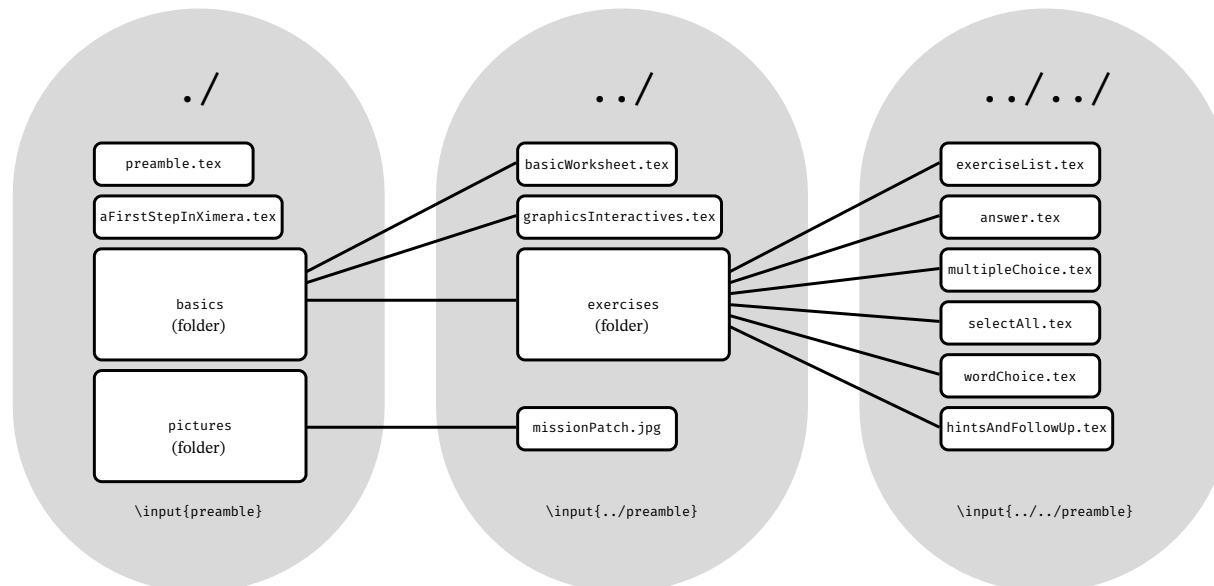 ./
preamble.tex
aFirstStepInXimera.tex
basics
(folder)
pictures
(folder)
\input{preamble}
../
basicWorksheet.tex
graphicsInteractives.tex
exercises
(folder)
missionPatch.jpg
\input{../preamble}
../../
exerciseList.tex
answer.tex
multipleChoice.tex
selectAll.tex
wordChoice.tex
hintsAndFollowUp.tex
\input{../../preamble}